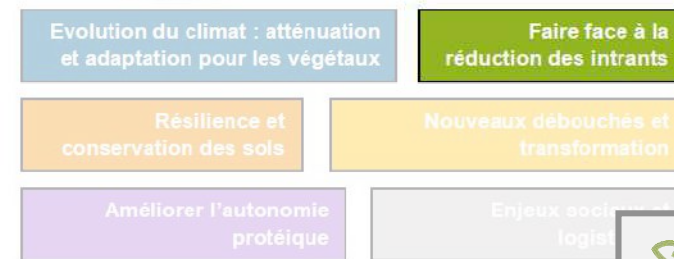 Evolution du climat : atténuation
et adaptation pour les végétaux
Faire face à la
réduction des intrants
Résilience et
conservation des sols
Nouveaux débouchés et
transformation
Améliorer l'autonomie
protéique
Enjeux